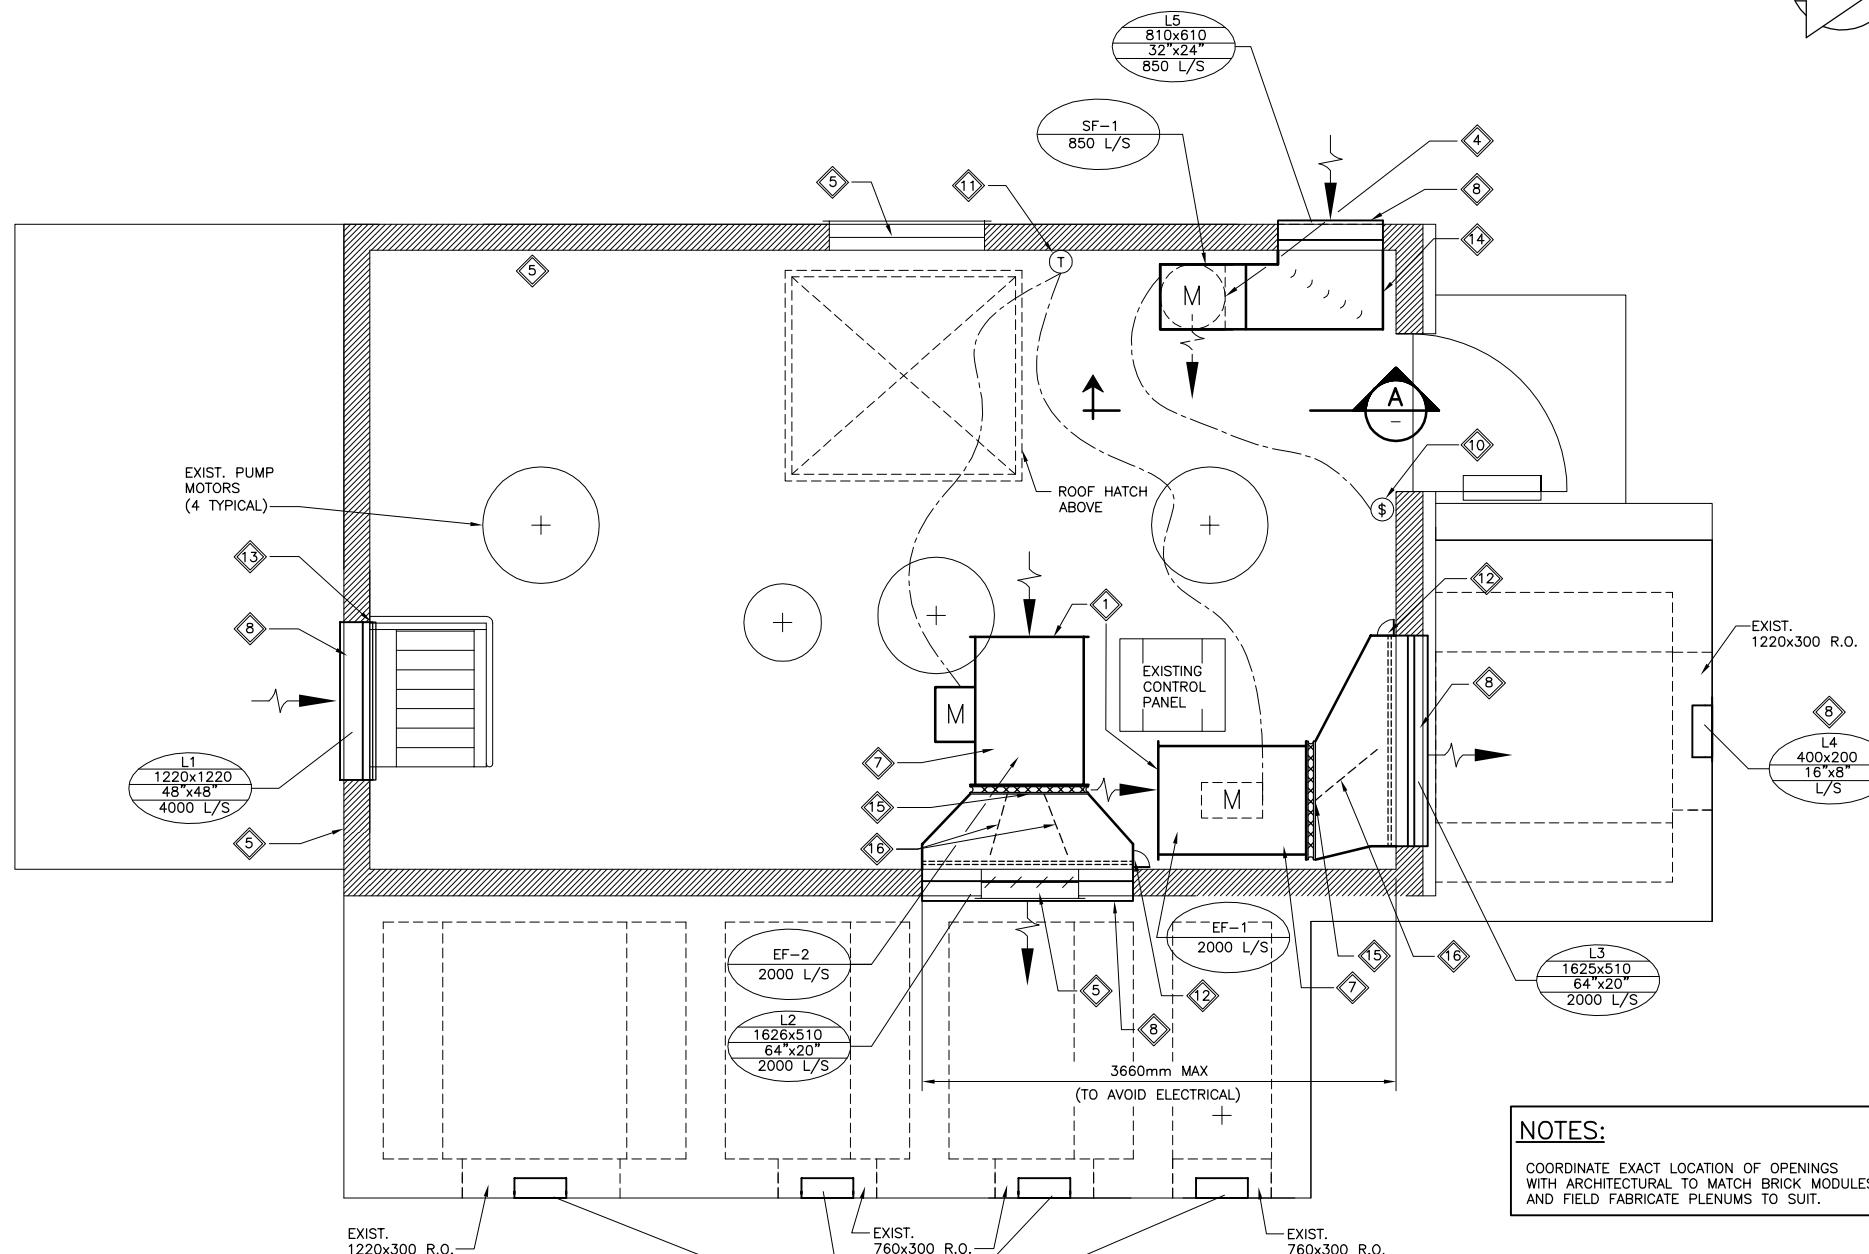 L5
810x610
32"x24"
850 L/S
SF-1
850 L/S
4
5
11
8
14
T
5
M
A
-
10
EXIST. PUMP
MOTORS
(4 TYPICAL)
ROOF HATCH
ABOVE
$
13
12
1
8
EXIST.
1220x300 R.O.
EXISTING
CONTROL
PANEL
8
8
M
L1
1220x1220
48"x48"
4000 L/S
7
L4
400x200
16"x8"
L/S
15
M
5
16
EF-2
2000 L/S
EF-1
2000 L/S
15
16
L3
1625x510
64"x20"
2000 L/S
5
12
7
L2
1626x510
64"x20"
2000 L/S
8
3660mm MAX
(TO AVOID ELECTRICAL)
NOTES:
COORDINATE EXACT LOCATION OF OPENINGS
WITH ARCHITECTURAL TO MATCH BRICK MODULES
AND FIELD FABRICATE PLENUMS TO SUIT.
EXIST.
1220x300 R.O.
EXIST.
760x300 R.O.
EXIST.
760x300 R.O.